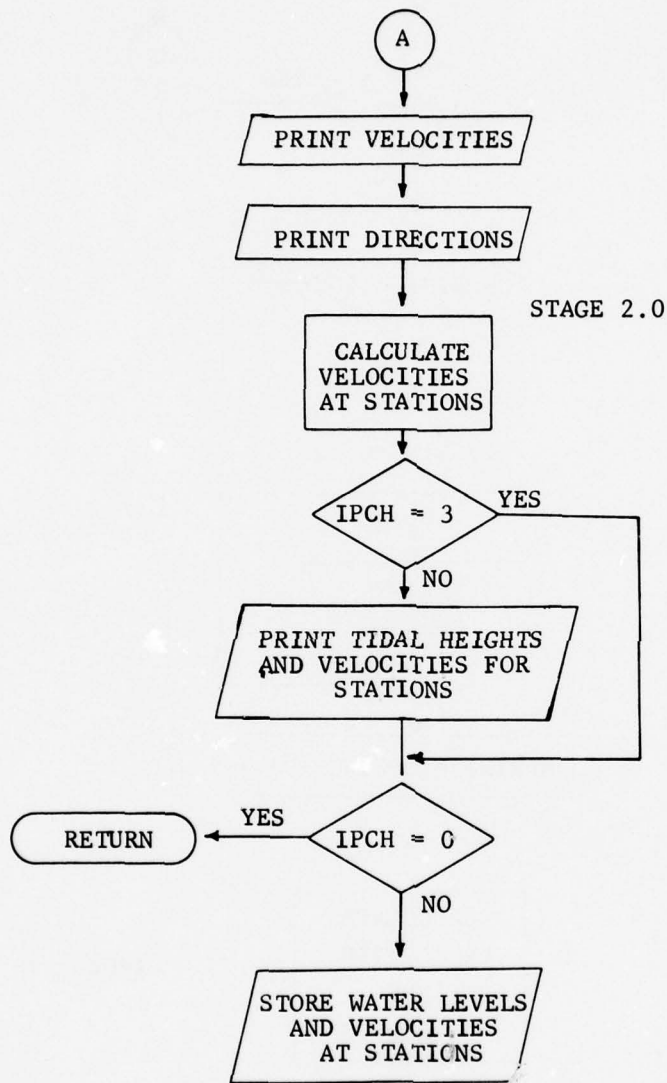 A
PRINT VELOCITIES
PRINT DIRECTIONS
STAGE 2.0
CALCULATE
VELOCITIES
AT STATIONS
IPCH = 3
YES
NO
PRINT TIDAL HEIGHTS
AND VELOCITIES FOR
STATIONS
YES
RETURN
IPCH = 0
NO
STORE WATER LEVELS
AND VELOCITIES
AT STATIONS